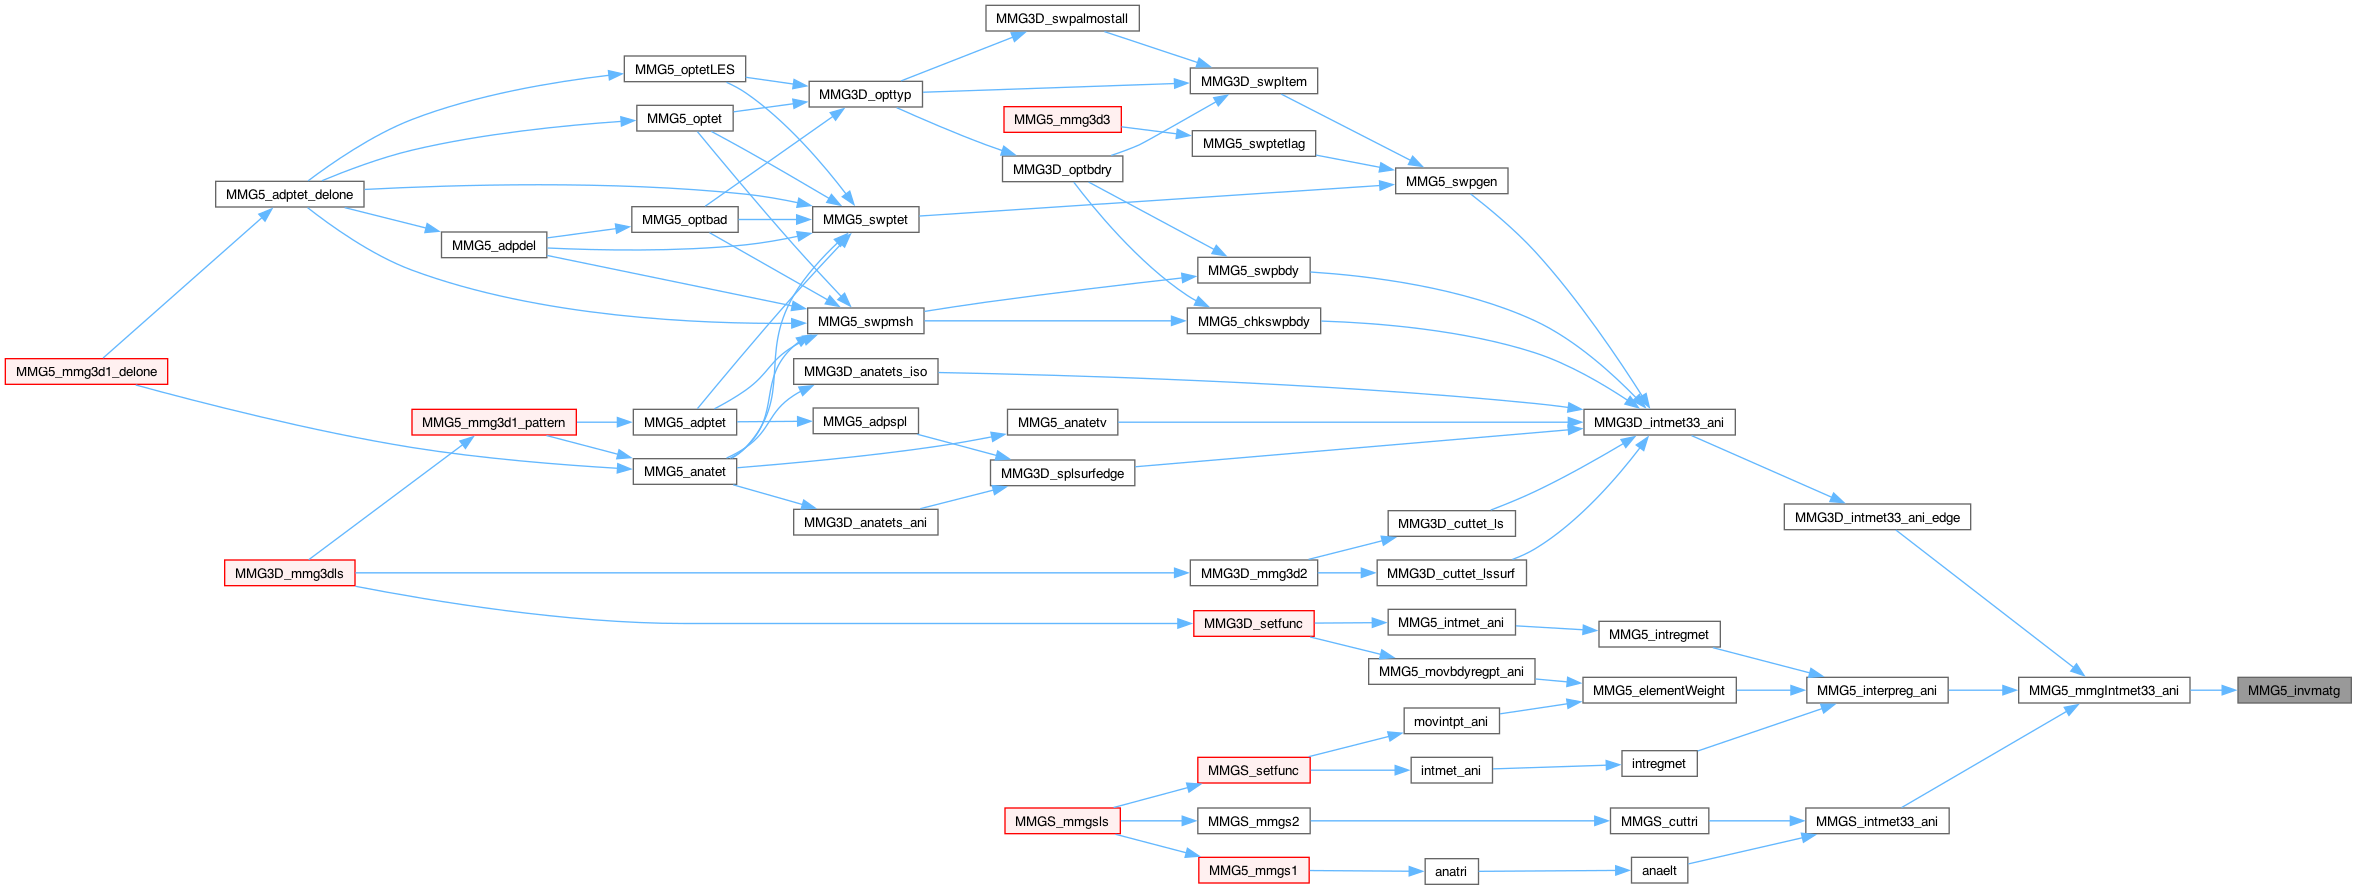 MMG3D_swpalmostall
MMG5_optetLES
MMG3D_swpItem
MMG3D_opttyp
MMG5_optet
MMG5_mmg3d3
MMG5_swptetlag
MMG3D_optbdry
MMG5_swpgen
MMG5_adptet_delone
MMG5_optbad
MMG5_swptet
MMG5_adpdel
MMG5_swpbdy
MMG5_swpmsh
MMG5_chkswpbdy
MMG5_mmg3d1_delone
MMG3D_anatets_iso
MMG5_mmg3d1_pattern
MMG5_adptet
MMG5_adpspl
MMG5_anatetv
MMG3D_intmet33_ani
MMG5_anatet
MMG3D_splsurfedge
MMG3D_anatets_ani
MMG3D_cuttet_ls
MMG3D_intmet33_ani_edge
MMG3D_mmg3dls
MMG3D_mmg3d2
MMG3D_cuttet_lssurf
MMG3D_setfunc
MMG5_intmet_ani
MMG5_intregmet
MMG5_movbdyregpt_ani
MMG5_elementWeight
MMG5_interpreg_ani
MMG5_mmgIntmet33_ani
MMG5_invmatg
movintpt_ani
MMGS_setfunc
intmet_ani
intregmet
MMGS_mmgsls
MMGS_mmgs2
MMGS_cuttri
MMGS_intmet33_ani
MMG5_mmgs1
anatri
anaelt